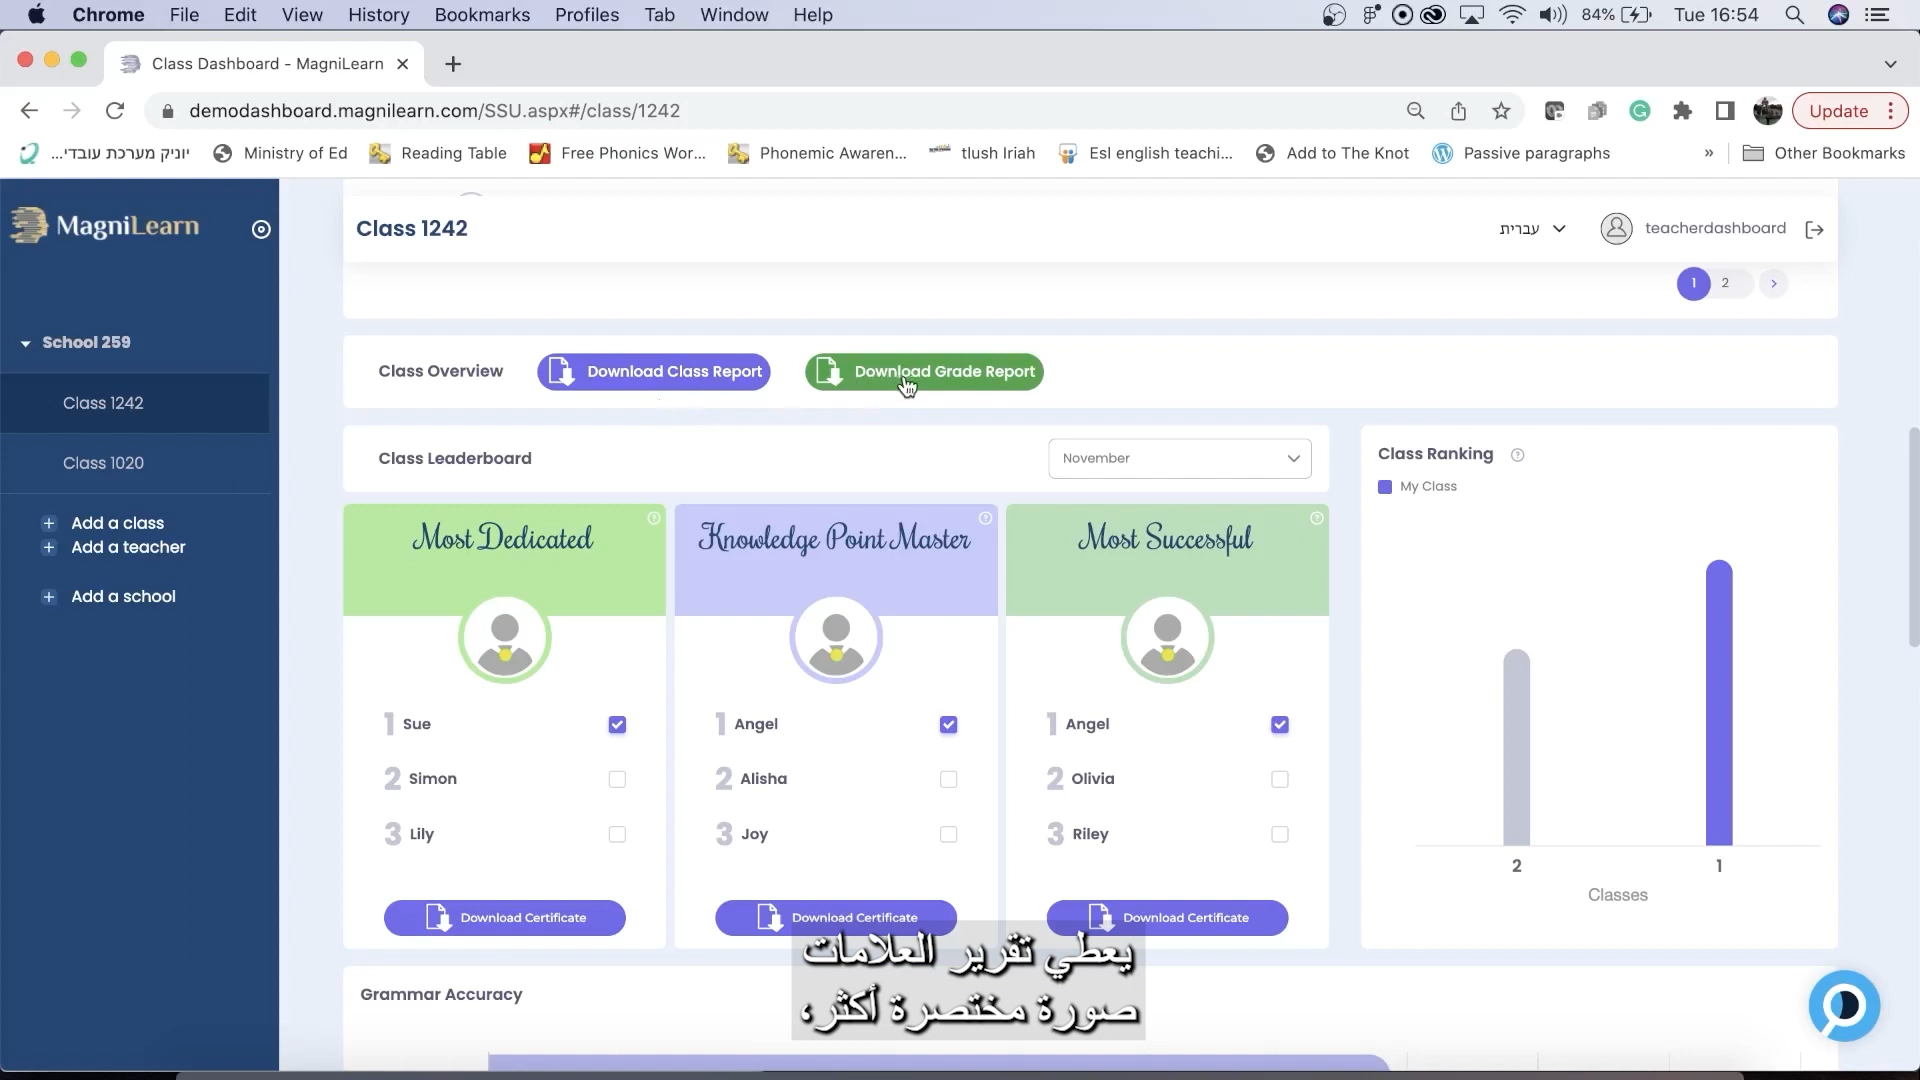 Chrome File Edit View History Bookmarks Profiles Tab Window Help 84% Tue 16:54
Class Dashboard - MagniLearn
demodashboard.magnilearn.com/SSU.aspx#/class/1242 Update
יוניק מערכת עובדי... Ministry of Ed Reading Table Free Phonics Wor... Phonemic Awaren... tlush Iriah Esl english teachi... Add to The Knot Passive paragraphs » Other Bookmarks
MagniLearn
Class 1242
עברית
teacherdashboard
1 2 >
School 259
Class 1242
Class 1020
+ Add a class
+ Add a teacher
+ Add a school
Class Overview Download Class Report Download Grade Report
Class Leaderboard
November
Most Dedicated
1 Sue
2 Simon
3 Lily
Download Certificate
Knowledge Point Master
1 Angel
2 Alisha
3 Joy
Download Certificate
Most Successful
1 Angel
2 Olivia
3 Riley
Download Certificate
Class Ranking
My Class
2 1
Classes
Grammar Accuracy
يعطي تقرير العلامات
صورة مختصرة أكثر،